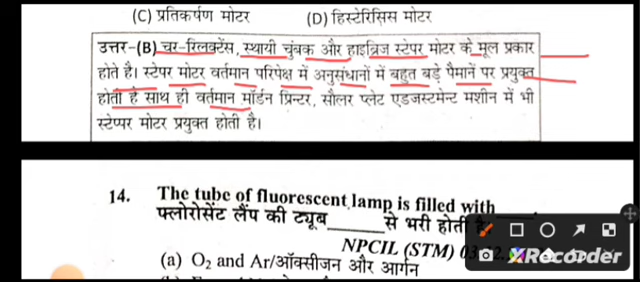 (C) प्रतिकर्षण मोटर (D) हिस्टेरिसिस मोटर
उत्तर-(B) चर-रिलक्टेंस, स्थायी चुंबक और हाइब्रिज स्टेपर मोटर के मूल प्रकार
होते है। स्टेपर मोटर वर्तमान परिपेक्ष में अनुसंधानों में बहुत बड़े पैमानें पर प्रयुक्त
होती है साथ ही वर्तमान मॉर्डन प्रिन्टर, सौलर प्लेट एडजस्टमेन्ट मशीन में भी
स्टेप्पर मोटर प्रयुक्त होती है।
14. The tube of fluorescent lamp is filled with
फ्लोरोसेंट लैंप की ट्यूब_____से भरी होती
NPCIL (STM)
XRecorder
(a) O₂ and Ar/ऑक्सीजन और आर्गन